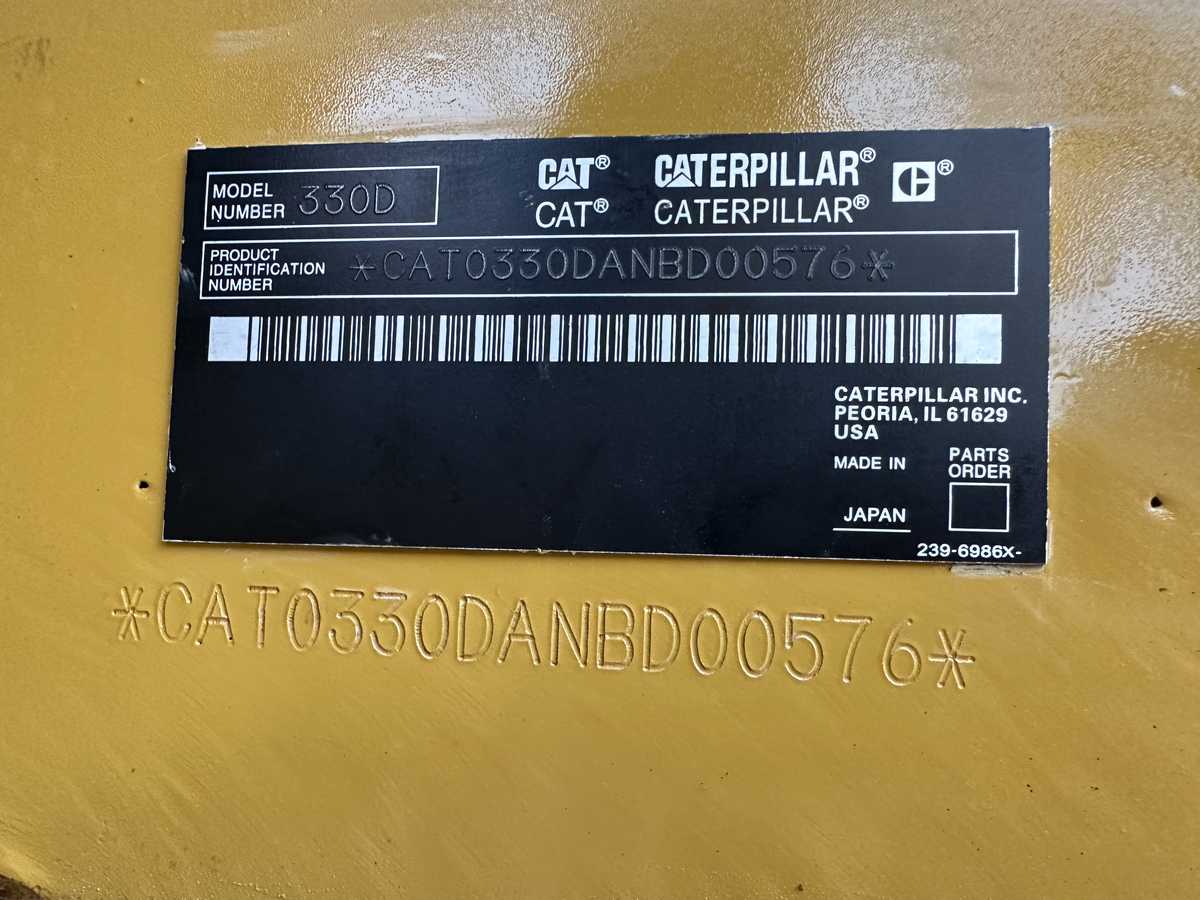 MODEL NUMBER 330D
CAT® CATERPILLAR® C®
CAT® CATERPILLAR®
PRODUCT
IDENTIFICATION
NUMBER
*CAT0330DANBD00576*
CATERPILLAR INC.
PEORIA, IL 61629
USA
MADE IN
JAPAN
PARTS
ORDER
239-6986X-
*CAT0330DANBD00576*